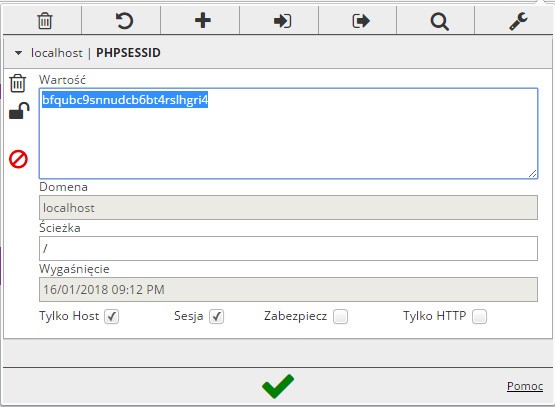 localhost | PHPSESSID
Wartość
bfqubc9snnudcb6bt4rslhgri4
Domena
localhost
Ścieżka
/
Wygaśnięcie
16/01/2018 09:12 PM
Tylko Host Sesja Zabezpiecz Tylko HTTP
Pomoc